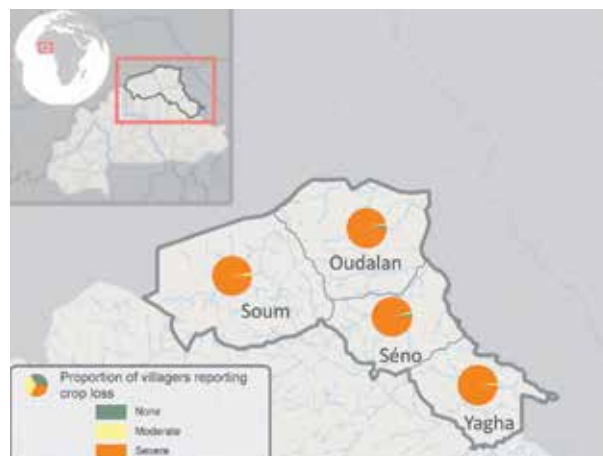 Oudalan
Soum
Séno
Yagha
Proportion of villagers reporting
crop loss
None
Moderate
Severe